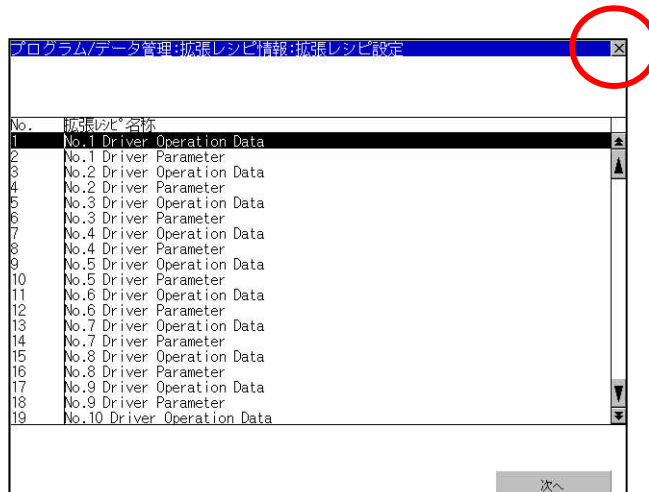 プログラム/データ管理:拡張レシピ情報:拡張レシピ設定 ×
No. 拡張ﾚｼﾋﾟ名称
1 No.1 Driver Operation Data
2 No.1 Driver Parameter
3 No.2 Driver Operation Data
4 No.2 Driver Parameter
5 No.3 Driver Operation Data
6 No.3 Driver Parameter
7 No.4 Driver Operation Data
8 No.4 Driver Parameter
9 No.5 Driver Operation Data
10 No.5 Driver Parameter
11 No.6 Driver Operation Data
12 No.6 Driver Parameter
13 No.7 Driver Operation Data
14 No.7 Driver Parameter
15 No.8 Driver Operation Data
16 No.8 Driver Parameter
17 No.9 Driver Operation Data
18 No.9 Driver Parameter
19 No.10 Driver Operation Data
次へ